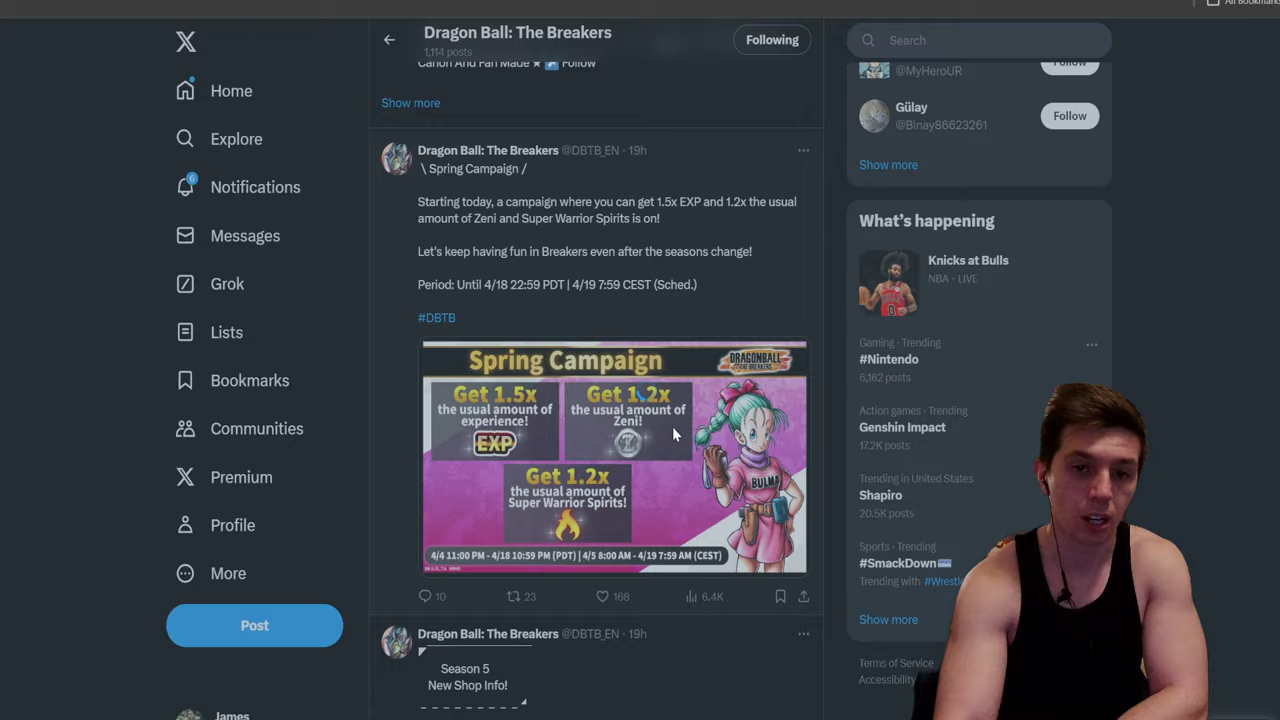 All Bookmarks
Dragon Ball: The Breakers
1,114 posts
Following
Search
Home
Explore
Notifications
6
Messages
Grok
Lists
Bookmarks
Communities
Premium
Profile
More
Post
James
Canon And Fan Made ★ Follow
Show more
Dragon Ball: The Breakers @DBTB_EN · 19h
\ Spring Campaign /
Starting today, a campaign where you can get 1.5x EXP and 1.2x the usual
amount of Zeni and Super Warrior Spirits is on!
Let's keep having fun in Breakers even after the seasons change!
Period: Until 4/18 22:59 PDT | 4/19 7:59 CEST (Sched.)
#DBTB
Spring Campaign
DRAGONBALL
THE BREAKERS
Get 1.5x
the usual amount of
experience!
EXP
Get 1.2x
the usual amount of
Zeni!
Z
Get 1.2x
the usual amount of
Super Warrior Spirits!
BULMA
4/4 11:00 PM - 4/18 10:59 PM (PDT) | 4/5 8:00 AM - 4/19 7:59 AM (CEST)
10
23
168
6.4K
Dragon Ball: The Breakers @DBTB_EN · 19h
Season 5
New Shop Info!
Follow
@MyHeroUR
Gülay
@Binay86623261
Follow
Show more
What's happening
Knicks at Bulls
NBA · LIVE
Gaming · Trending
#Nintendo
6,162 posts
Action games · Trending
Genshin Impact
17.2K posts
Trending in United States
Shapiro
20.5K posts
Sports · Trending
#SmackDown
Trending with #Wrestle
Show more
Terms of Service
Accessibility